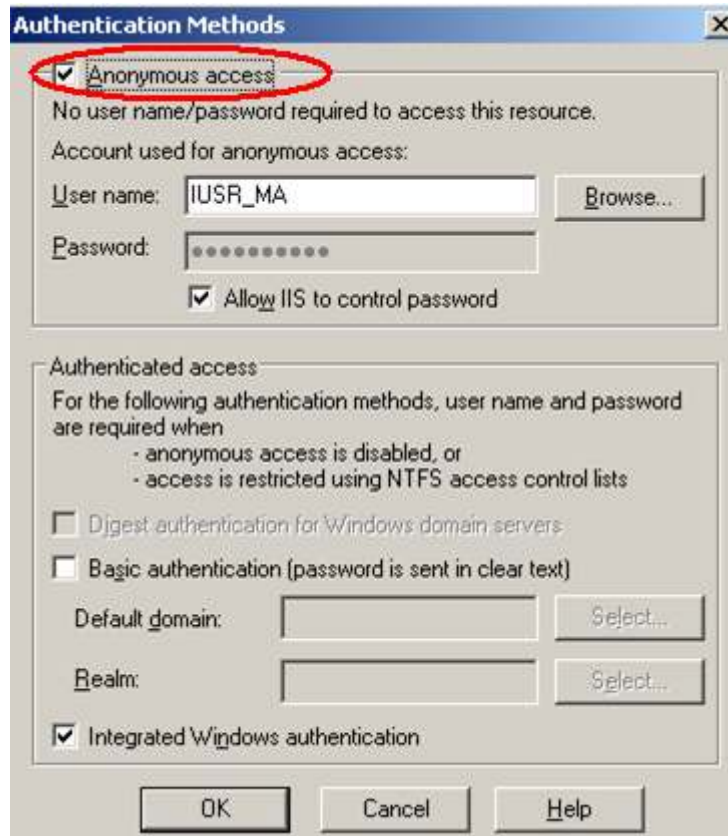 Authentication Methods
Anonymous access
No user name/password required to access this resource.
Account used for anonymous access:
User name: IUSR_MA Browse...
Password: ●●●●●●●●●●
Allow IIS to control password
Authenticated access
For the following authentication methods, user name and password
are required when
- anonymous access is disabled, or
- access is restricted using NTFS access control lists
Digest authentication for Windows domain servers
Basic authentication (password is sent in clear text)
Default domain: Select...
Realm: Select...
Integrated Windows authentication
OK Cancel Help